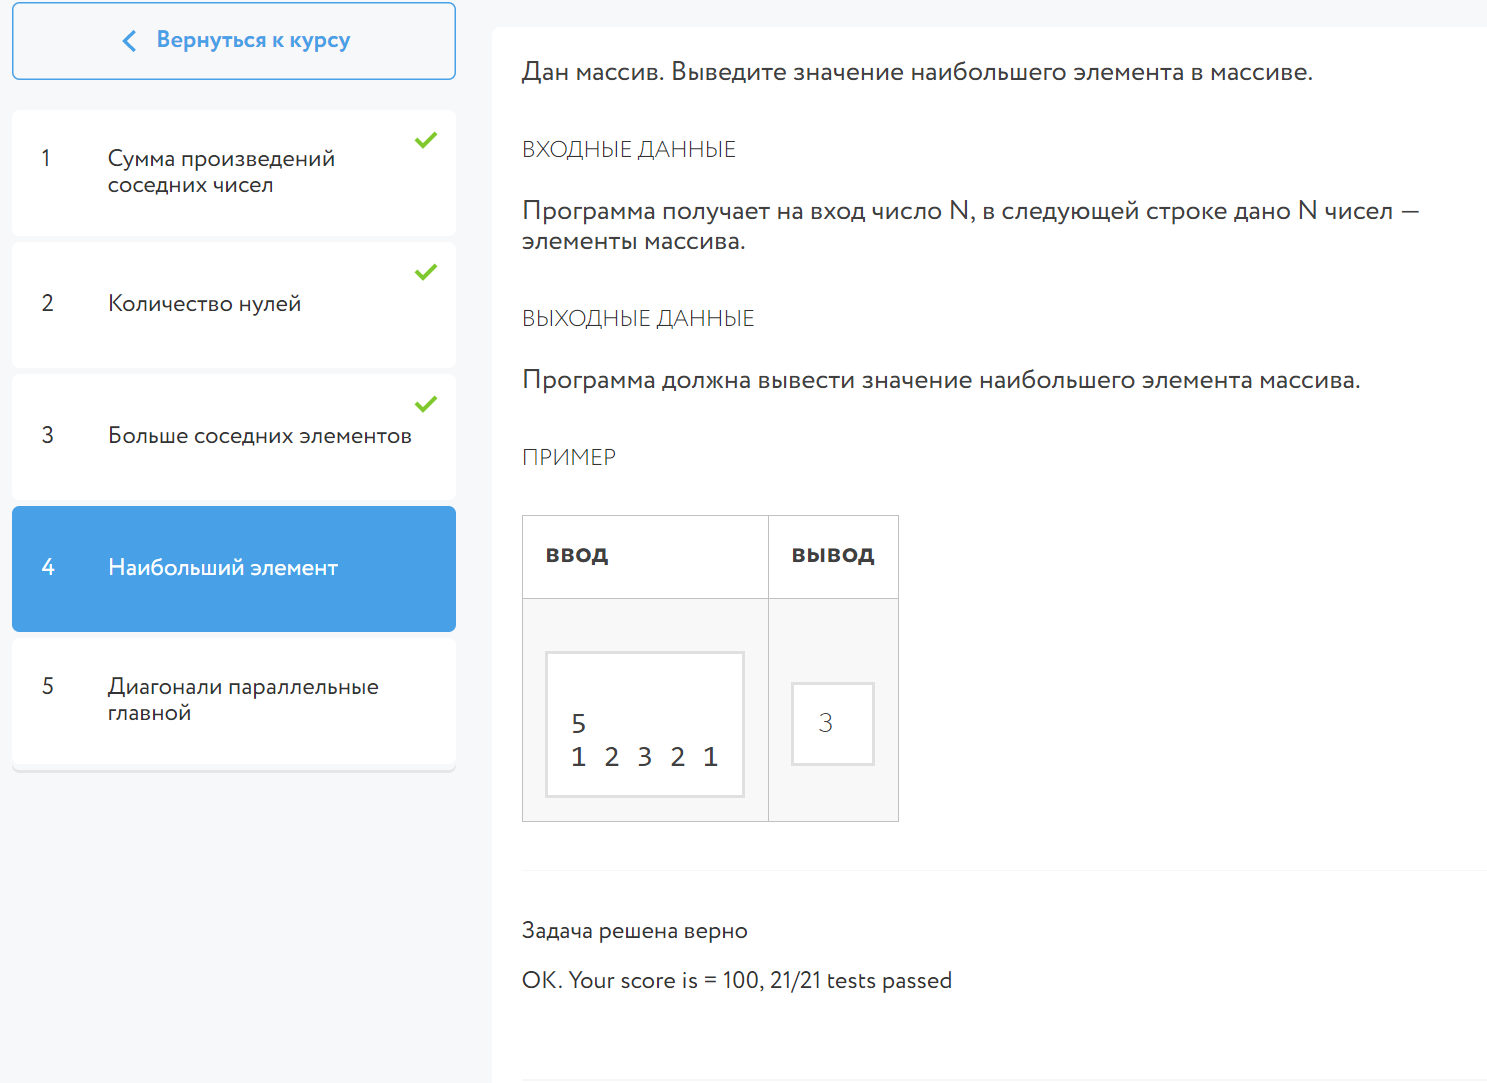 Вернуться к курсу
1
Сумма произведений
соседних чисел
2
Количество нулей
3
Больше соседних элементов
4
Наибольший элемент
5
Диагонали параллельные
главной
Дан массив. Выведите значение наибольшего элемента в массиве.
ВХОДНЫЕ ДАННЫЕ
Программа получает на вход число N, в следующей строке дано N чисел —
элементы массива.
ВЫХОДНЫЕ ДАННЫЕ
Программа должна вывести значение наибольшего элемента массива.
ПРИМЕР
ВВОД
ВЫВОД
5
1 2 3 2 1
3
Задача решена верно
OK. Your score is = 100, 21/21 tests passed